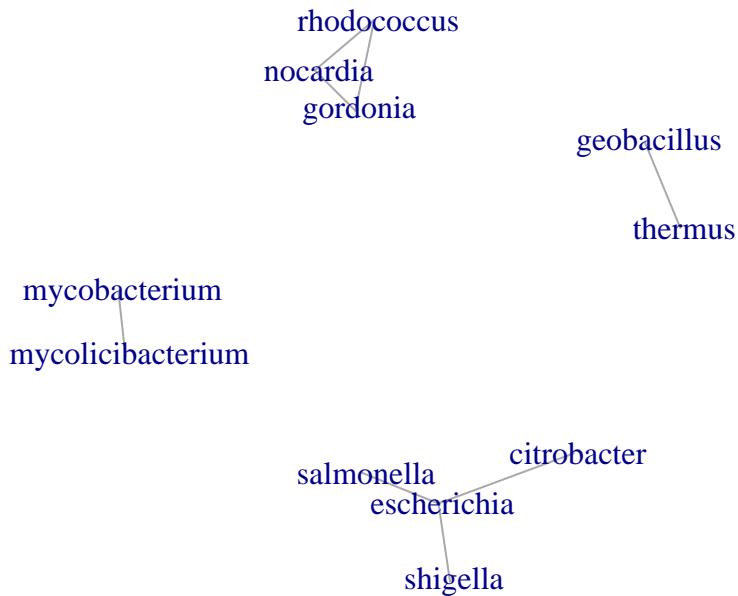 rhodococcus
nocardia
gordonia
geobacillus
thermus
mycobacterium
mycolicibacterium
citrobacter
salmonella
escherichia
shigella